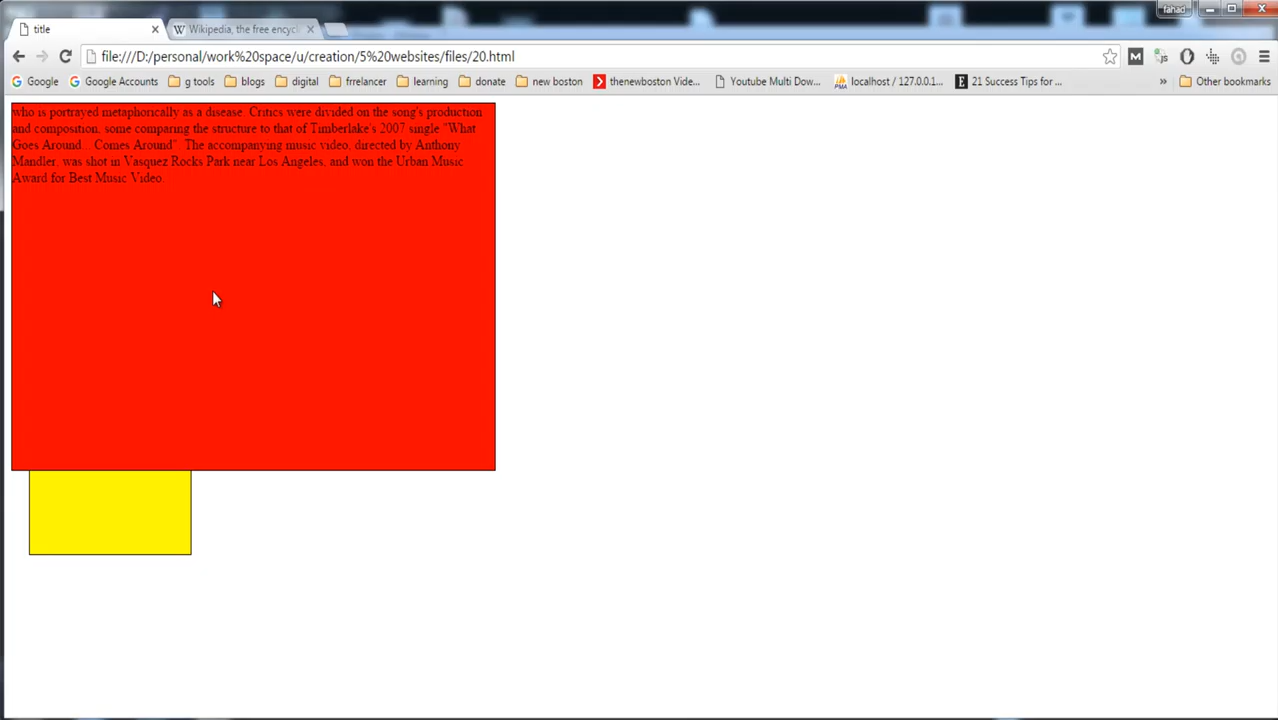 fahad
title
Wikipedia, the free encycl
file:///D:/personal/work%20space/u/creation/5%20websites/files/20.html
Google
Google Accounts
g tools
blogs
digital
frrelancer
learning
donate
new boston
thenewboston Vide...
Youtube Multi Dow...
localhost / 127.0.0.1...
21 Success Tips for ...
»
Other bookmarks
who is portrayed metaphorically as a disease. Critics were divided on the song's production
and composition, some comparing the structure to that of Timberlake's 2007 single "What
Goes Around... Comes Around". The accompanying music video, directed by Anthony
Mandler, was shot in Vasquez Rocks Park near Los Angeles, and won the Urban Music
Award for Best Music Video.